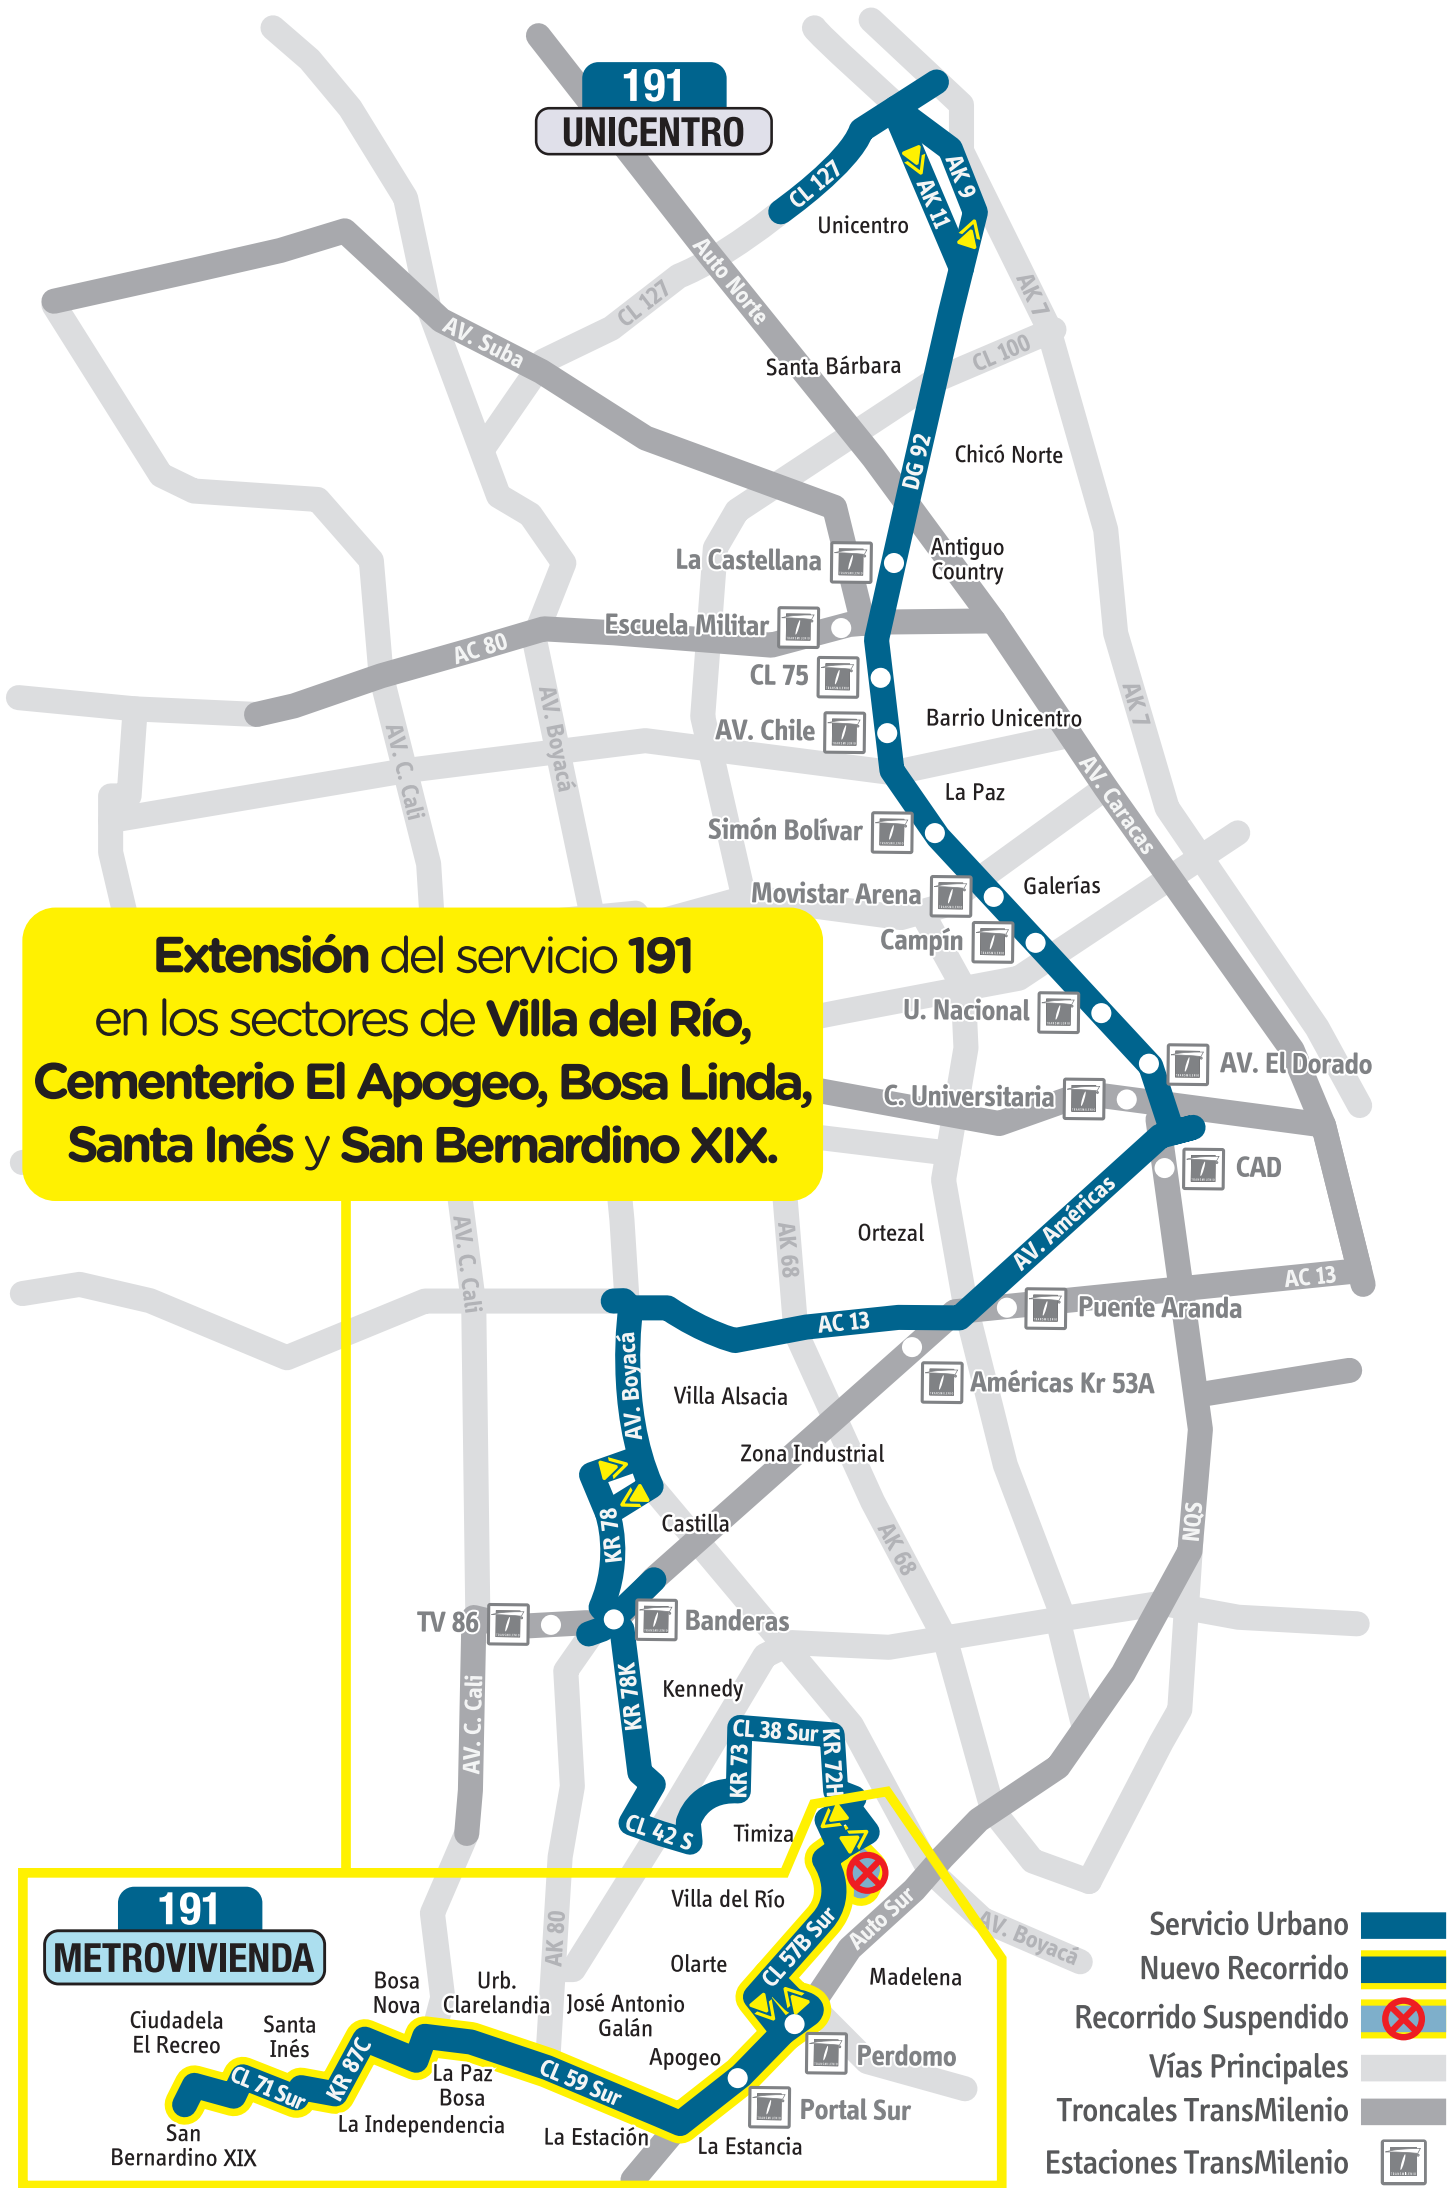 191
UNICENTRO
CL 127
AK 9
AK 11
Unicentro
Auto Norte
CL 127
AK 7
AV. Suba
CL 100
Santa Bárbara
DG 92
Chicó Norte
La Castellana
Antiguo
Country
Escuela Militar
AC 80
CL 75
AV. Boyacá
AK 7
Barrio Unicentro
AV. Chile
AV. C. Cali
La Paz
AV. Caracas
Simón Bolívar
Movistar Arena
Galerías
Campín
Extensión del servicio 191
en los sectores de Villa del Río,
Cementerio El Apogeo, Bosa Linda,
Santa Inés y San Bernardino XIX.
U. Nacional
AV. El Dorado
C. Universitaria
CAD
AV. C. Cali
AK 68
Ortezal
AV. Américas
AC 13
Puente Aranda
AC 13
AV. Boyacá
Américas Kr 53A
Villa Alsacia
Zona Industrial
KR 78
Castilla
AK 68
NQS
TV 86
Banderas
AV. C. Cali
KR 78K
Kennedy
CL 38 Sur
KR 73
KR 72H
CL 42 S
Timiza
191
METROVIVIENDA
Villa del Río
CL 57B Sur
Auto Sur
AV. Boyacá
AK 80
Olarte
Madelena
Bosa
Nova
Urb.
Clarelandia
José Antonio
Galán
Ciudadela
El Recreo
Santa
Inés
Apogeo
Perdomo
KR 87C
CL 71 Sur
La Paz
Bosa
CL 59 Sur
Portal Sur
La Independencia
La Estación
La Estancia
San
Bernardino XIX
Servicio Urbano
Nuevo Recorrido
Recorrido Suspendido
Vías Principales
Troncales TransMilenio
Estaciones TransMilenio